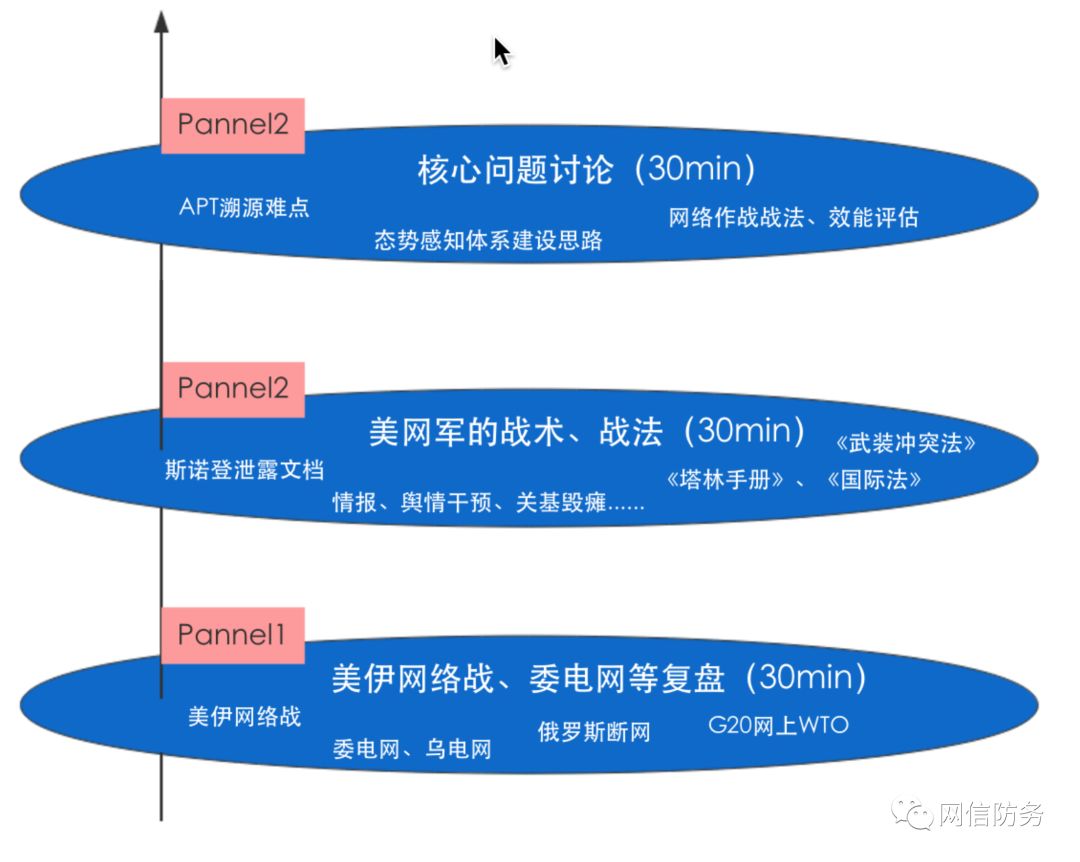 Pannel2
核心问题讨论（30min）
APT溯源难点
网络作战战法、效能评估
态势感知体系建设思路
Pannel2
美网军的战术、战法（30min）
《武装冲突法》
斯诺登泄露文档
《塔林手册》、《国际法》
情报、舆情干预、关基毁瘫......
Pannel1
美伊网络战、委电网等复盘（30min）
美伊网络战
俄罗斯断网
G20网上WTO
委电网、乌电网
网信防务